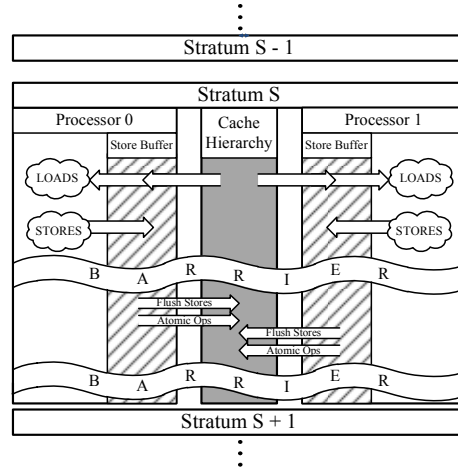 Stratum S - 1
Stratum S
Processor 0
Cache Hierarchy
Processor 1
Store Buffer
Store Buffer
LOADS
LOADS
STORES
STORES
B A R R I E R
Flush Stores
Atomic Ops
Flush Stores
Atomic Ops
B A R R I E R
Stratum S + 1